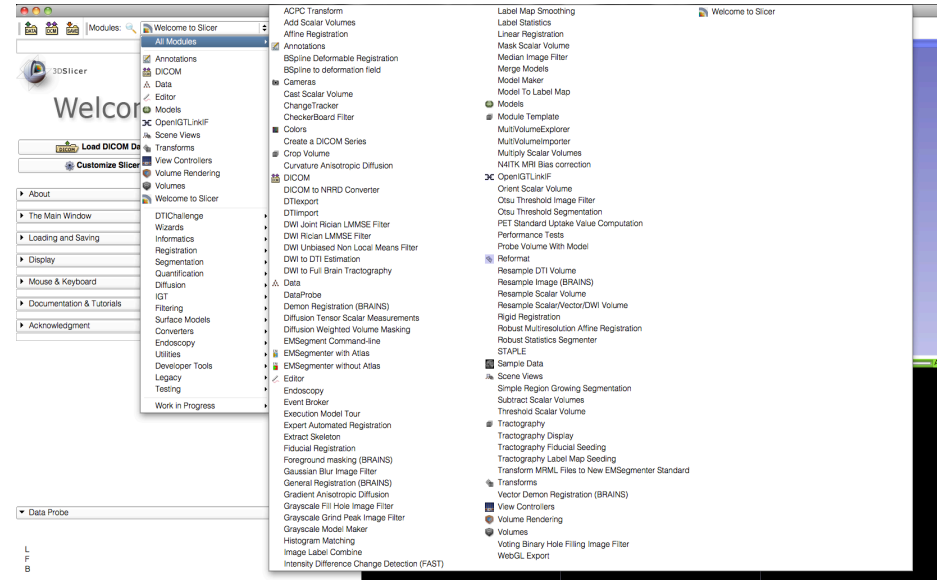 DATA
DCM
SAVE
Modules:
Welcome to Slicer
3DSlicer
Welcor
DICOM
Load DICOM Da
Customize Slicer
About
The Main Window
Loading and Saving
Display
Mouse & Keyboard
Documentation & Tutorials
Acknowledgment
Data Probe
L
F
B
All Modules
Annotations
DICOM
Data
Editor
Models
OpenIGTLinkIF
Scene Views
Transforms
View Controllers
Volume Rendering
Volumes
Welcome to Slicer
DTIChallenge
Wizards
Informatics
Registration
Segmentation
Quantification
Diffusion
IGT
Filtering
Surface Models
Converters
Endoscopy
Utilities
Developer Tools
Legacy
Testing
Work in Progress
ACPC Transform
Add Scalar Volumes
Affine Registration
Annotations
BSpline Deformable Registration
BSpline to deformation field
Cameras
Cast Scalar Volume
ChangeTracker
CheckerBoard Filter
Colors
Create a DICOM Series
Crop Volume
Curvature Anisotropic Diffusion
DICOM
DICOM to NRRD Converter
DTIexport
DTIimport
DWI Joint Rician LMMSE Filter
DWI Rician LMMSE Filter
DWI Unbiased Non Local Means Filter
DWI to DTI Estimation
DWI to Full Brain Tractography
Data
DataProbe
Demon Registration (BRAINS)
Diffusion Tensor Scalar Measurements
Diffusion Weighted Volume Masking
EMSegment Command-line
EMSegmenter with Atlas
EMSegmenter without Atlas
Editor
Endoscopy
Event Broker
Execution Model Tour
Expert Automated Registration
Extract Skeleton
Fiducial Registration
Foreground masking (BRAINS)
Gaussian Blur Image Filter
General Registration (BRAINS)
Gradient Anisotropic Diffusion
Grayscale Fill Hole Image Filter
Grayscale Grind Peak Image Filter
Grayscale Model Maker
Histogram Matching
Image Label Combine
Intensity Difference Change Detection (FAST)
Label Map Smoothing
Label Statistics
Linear Registration
Mask Scalar Volume
Median Image Filter
Merge Models
Model Maker
Model To Label Map
Models
Module Template
MultiVolumeExplorer
MultiVolumeImporter
Multiply Scalar Volumes
N4ITK MRI Bias correction
OpenIGTLinkIF
Orient Scalar Volume
Otsu Threshold Image Filter
Otsu Threshold Segmentation
PET Standard Uptake Value Computation
Performance Tests
Probe Volume With Model
Reformat
Resample DTI Volume
Resample Image (BRAINS)
Resample Scalar Volume
Resample Scalar/Vector/DWI Volume
Rigid Registration
Robust Multiresolution Affine Registration
Robust Statistics Segmenter
STAPLE
Sample Data
Scene Views
Simple Region Growing Segmentation
Subtract Scalar Volumes
Threshold Scalar Volume
Tractography
Tractography Display
Tractography Fiducial Seeding
Tractography Label Map Seeding
Transform MRML Files to New EMSegmenter Standard
Transforms
Vector Demon Registration (BRAINS)
View Controllers
Volume Rendering
Volumes
Voting Binary Hole Filling Image Filter
WebGL Export
Welcome to Slicer